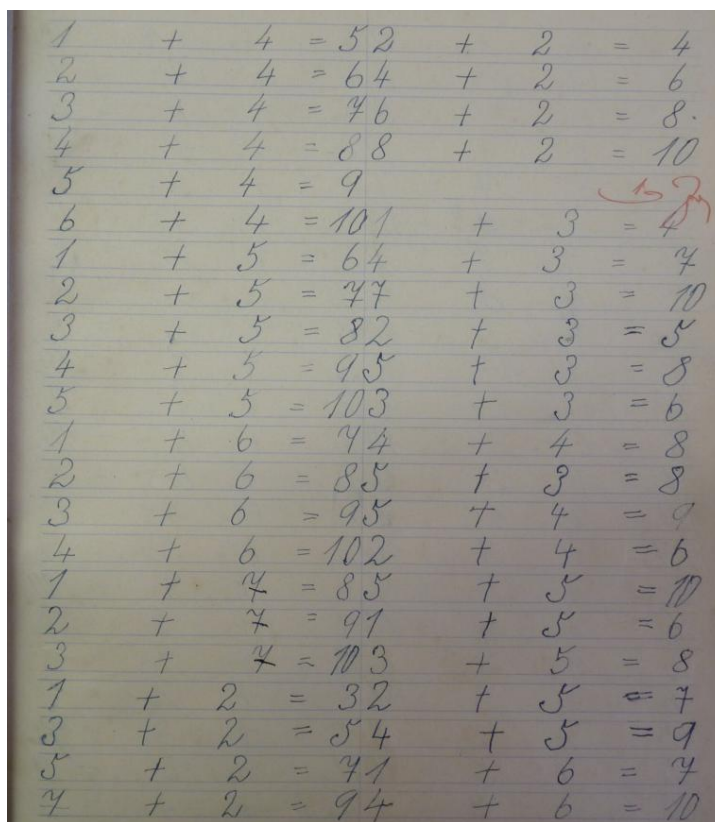 1 + 4 = 5 2 + 2 = 4
2 + 4 = 6 4 + 2 = 6
3 + 4 = 7 6 + 2 = 8.
4 + 4 = 8 8 + 2 = 10
5 + 4 = 9
6 + 4 = 10 1 + 3 = 4
1 + 5 = 6 4 + 3 = 7
2 + 5 = 7 7 + 3 = 10
3 + 5 = 8 2 + 3 = 5
4 + 5 = 9 5 + 3 = 8
5 + 5 = 10 3 + 3 = 6
1 + 6 = 7 4 + 4 = 8
2 + 6 = 8 5 + 3 = 8
3 + 6 = 9 5 + 4 = 9
4 + 6 = 10 2 + 4 = 6
1 + 7 = 8 5 + 5 = 10
2 + 7 = 9 1 + 5 = 6
3 + 7 = 10 3 + 5 = 8
1 + 2 = 3 2 + 5 = 7
3 + 2 = 5 4 + 5 = 9
5 + 2 = 7 1 + 6 = 7
7 + 2 = 9 4 + 6 = 10